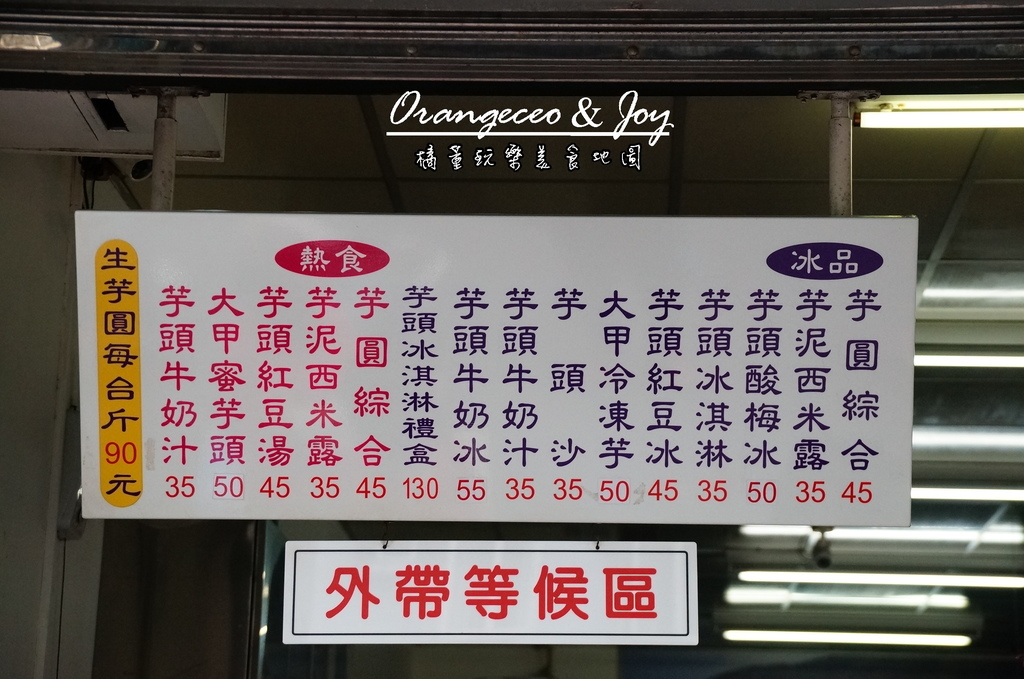 Orangeceo & Joy
橘董玩樂美食地圖
冰品
芋圓綜合 45
芋泥西米露 35
芋頭酸梅冰 50
芋頭冰淇淋 35
芋頭紅豆冰 45
大甲冷凍芋 50
芋頭沙 35
芋頭牛奶汁 35
芋頭牛奶冰 55
芋頭冰淇淋禮盒 130
熱食
芋圓綜合 45
芋泥西米露 35
芋頭紅豆湯 45
大甲蜜芋頭 50
芋頭牛奶汁 35
生芋圓每台斤90元
外帶等候區